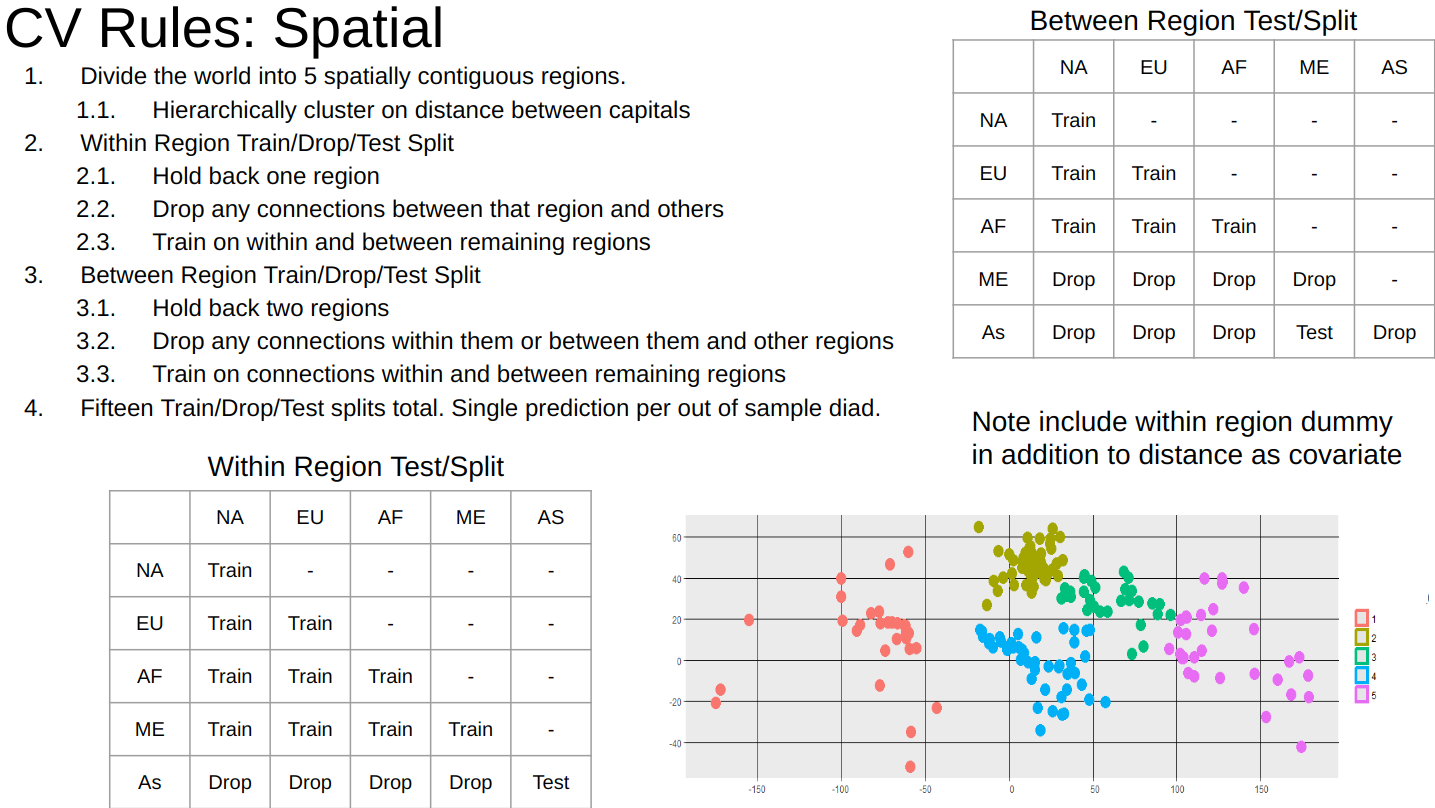 CV Rules: Spatial
1. Divide the world into 5 spatially contiguous regions.
1.1. Hierarchically cluster on distance between capitals
2. Within Region Train/Drop/Test Split
2.1. Hold back one region
2.2. Drop any connections between that region and others
2.3. Train on within and between remaining regions
3. Between Region Train/Drop/Test Split
3.1. Hold back two regions
3.2. Drop any connections within them or between them and other regions
3.3. Train on connections within and between remaining regions
4. Fifteen Train/Drop/Test splits total. Single prediction per out of sample diad.
Between Region Test/Split
NA EU AF ME AS
NA Train - - - -
EU Train Train - - -
AF Train Train Train - -
ME Drop Drop Drop Drop -
As Drop Drop Drop Test Drop
Note include within region dummy
in addition to distance as covariate
Within Region Test/Split
NA EU AF ME AS
NA Train - - - -
EU Train Train - - -
AF Train Train Train - -
ME Train Train Train Train -
As Drop Drop Drop Drop Test
60
40
20
0
-20
-40
-150 -100 -50 0 50 100 150
1
2
3
4
5